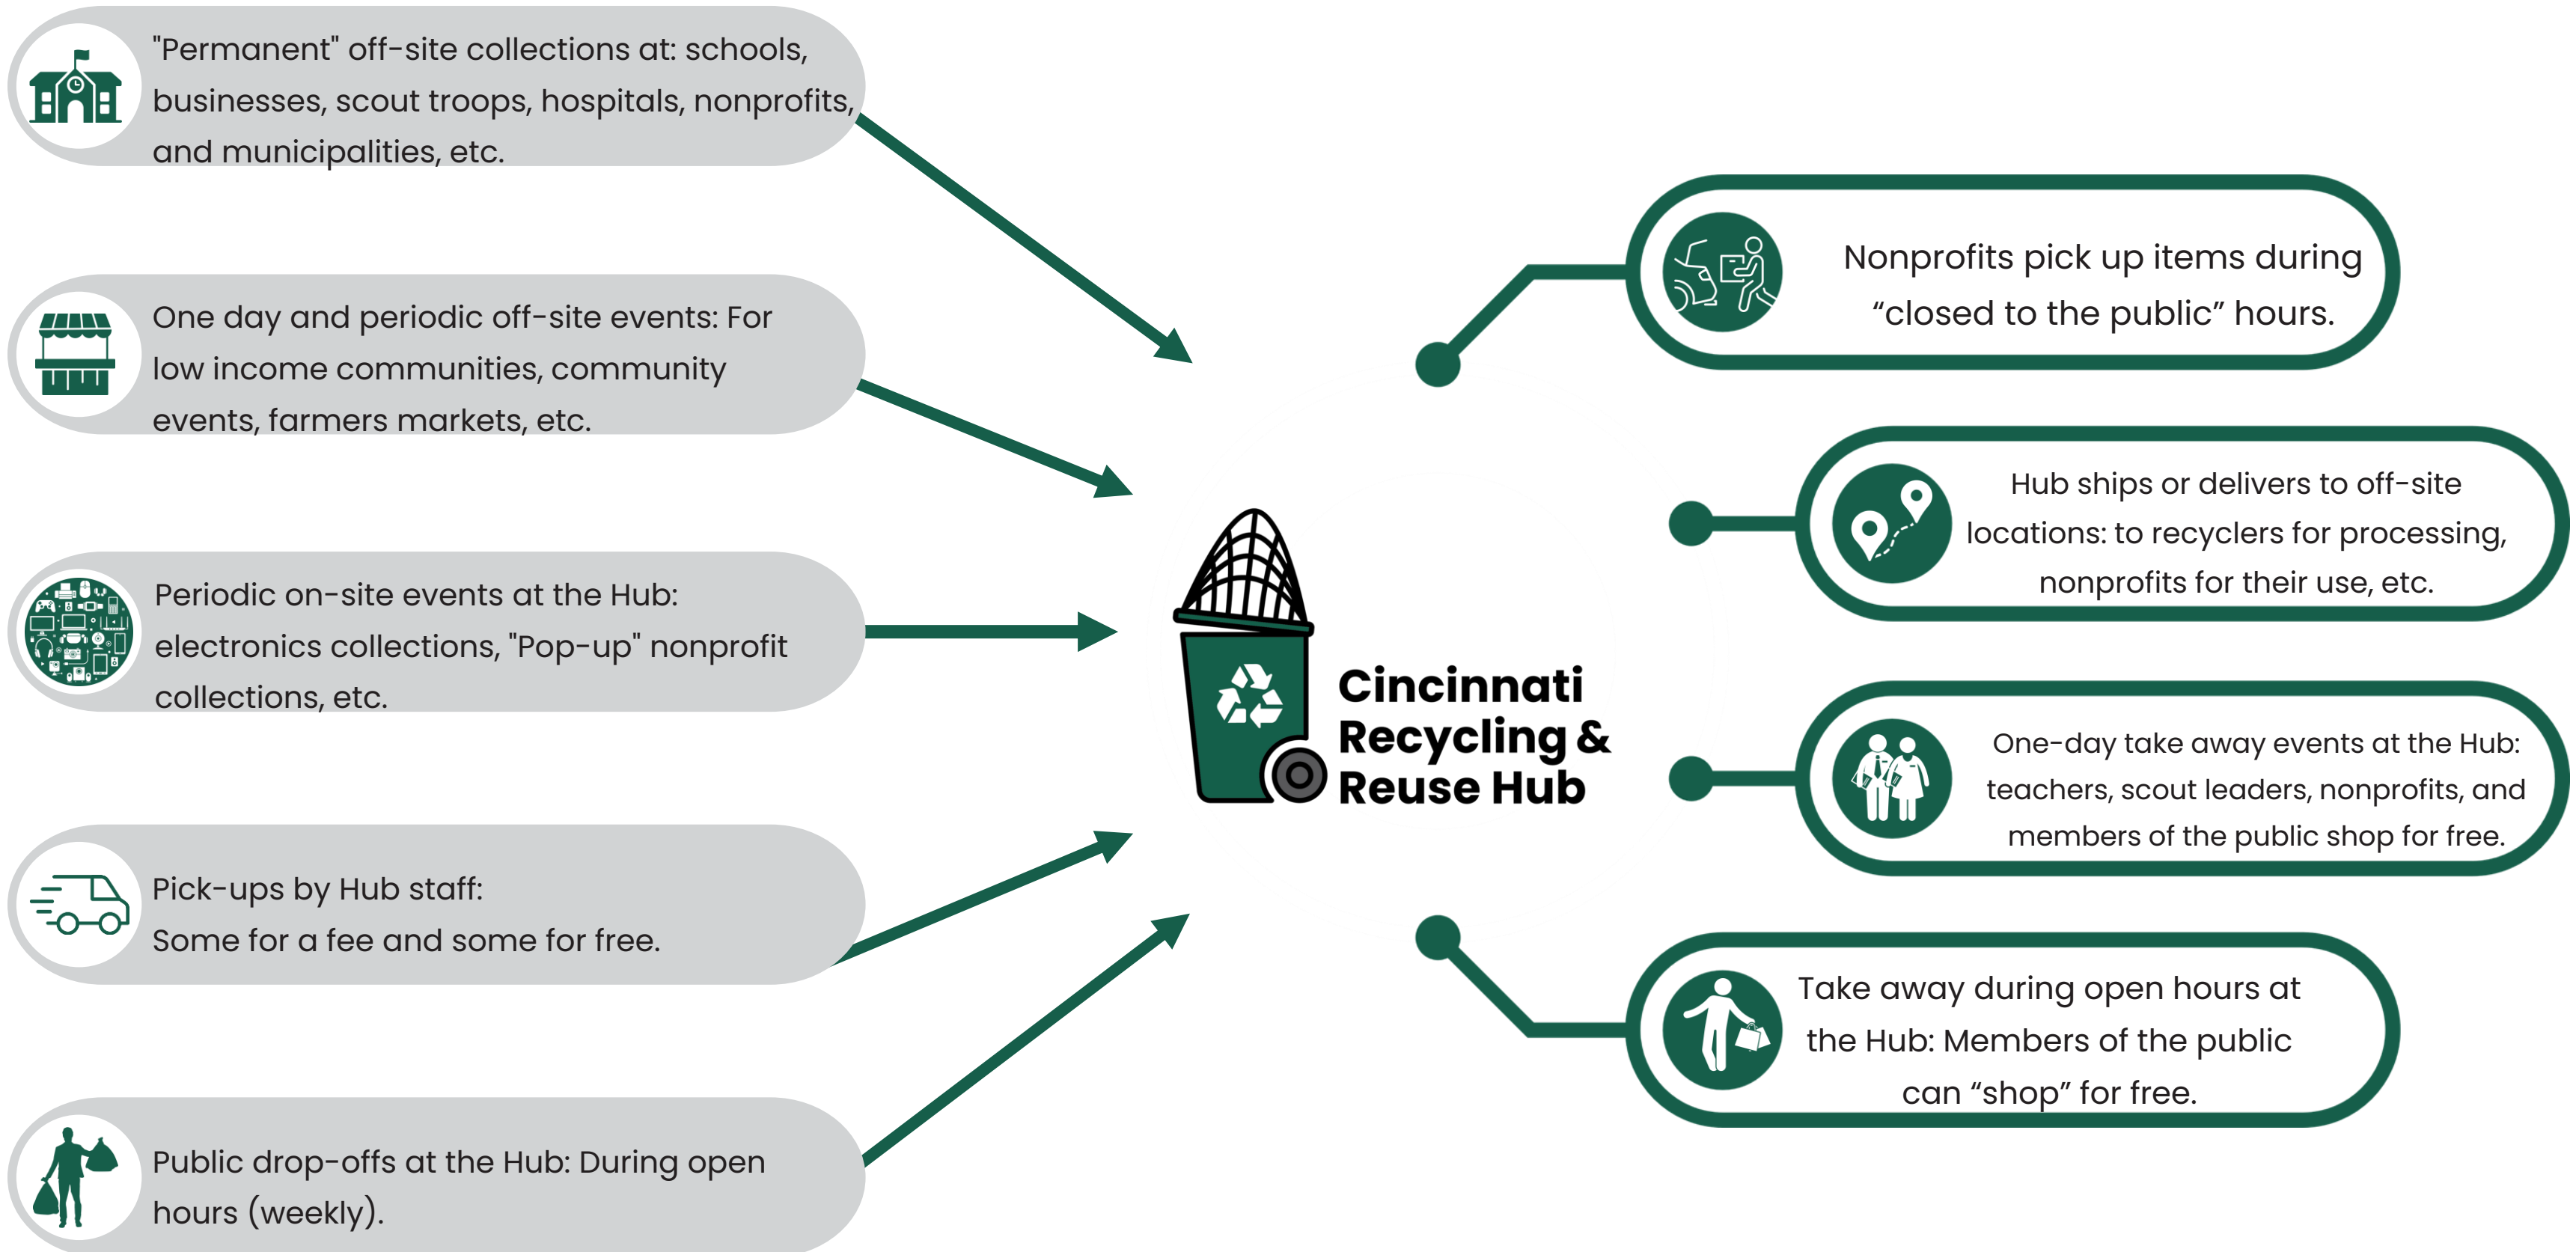 "Permanent" off-site collections at: schools,
businesses, scout troops, hospitals, nonprofits,
and municipalities, etc.
One day and periodic off-site events: For
low income communities, community
events, farmers markets, etc.
Periodic on-site events at the Hub:
electronics collections, "Pop-up" nonprofit
collections, etc.
Pick-ups by Hub staff:
Some for a fee and some for free.
Public drop-offs at the Hub: During open
hours (weekly).
Cincinnati
Recycling &
Reuse Hub
Nonprofits pick up items during
“closed to the public” hours.
Hub ships or delivers to off-site
locations: to recyclers for processing,
nonprofits for their use, etc.
One-day take away events at the Hub:
teachers, scout leaders, nonprofits, and
members of the public shop for free.
Take away during open hours at
the Hub: Members of the public
can “shop” for free.